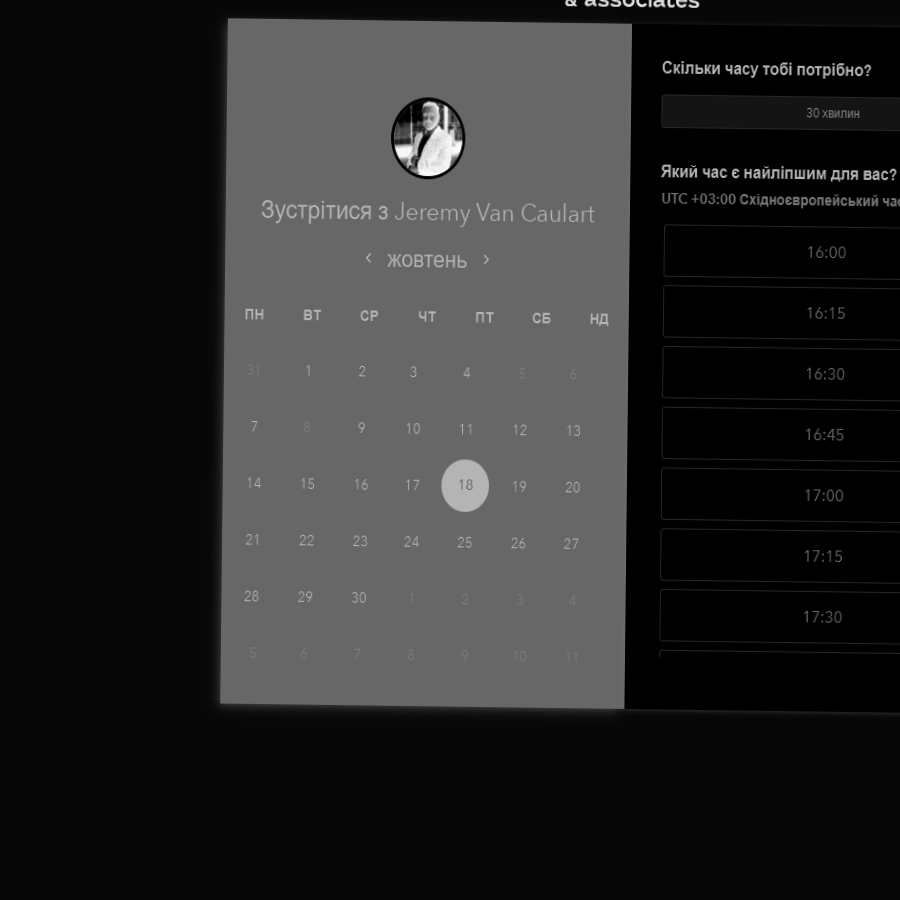 & associates
Зустрітися з Jeremy Van Caulart
‹ жовтень ›
ПН ВТ СР ЧТ ПТ СБ НД
31 1 2 3 4 5 6
7 8 9 10 11 12 13
14 15 16 17 18 19 20
21 22 23 24 25 26 27
28 29 30 1 2 3 4
5 6 7 8 9 10 11
Скільки часу тобі потрібно?
30 хвилин
Який час є найліпшим для вас?
UTC +03:00 Східноєвропейський
16:00
16:15
16:30
16:45
17:00
17:15
17:30